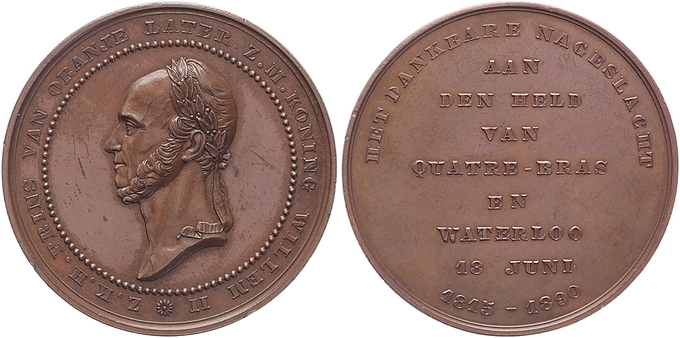 Z.K.H. PRINS VAN ORANJE LATER Z.M. KONING WILLEM II
HET DANKBARE NAGESLACHT
AAN
DEN HELD
VAN
QUATRE-BRAS
EN
WATERLOO
18 JUNI
1815 - 1890